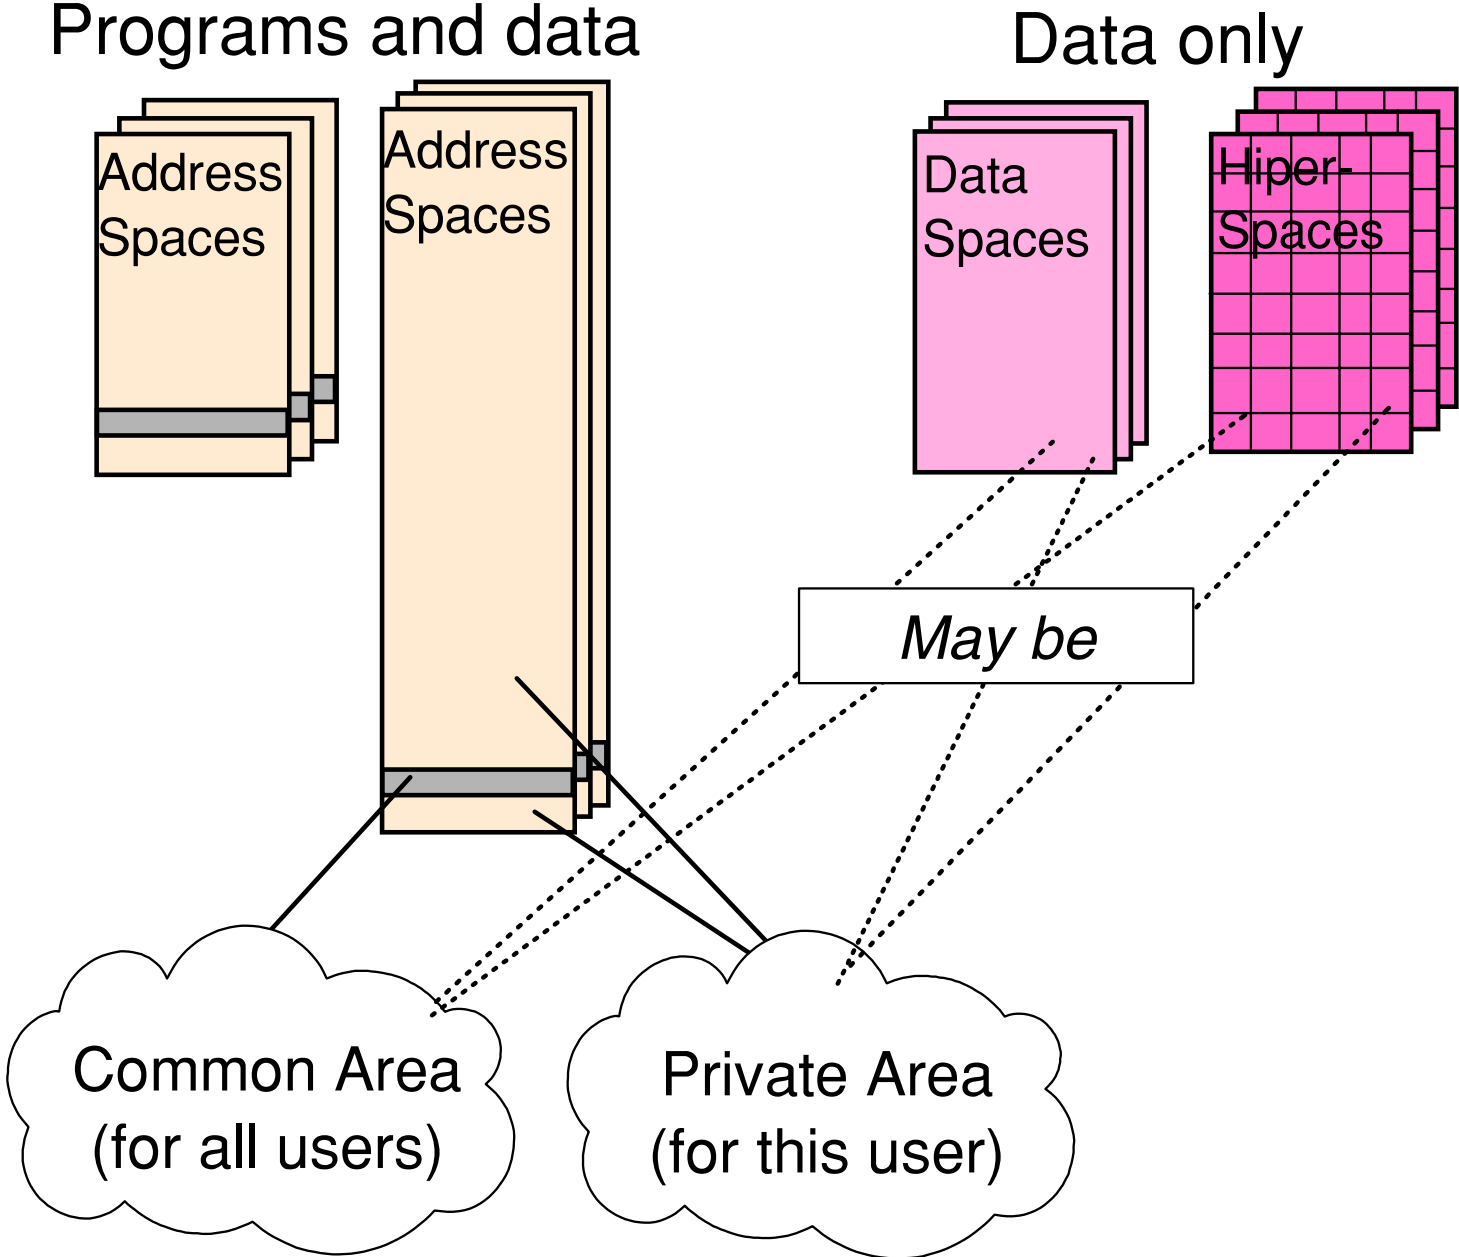 Programs and data
Data only
Address
Spaces
Address
Spaces
Data
Spaces
Hiper-
Spaces
May be
Common Area
(for all users)
Private Area
(for this user)